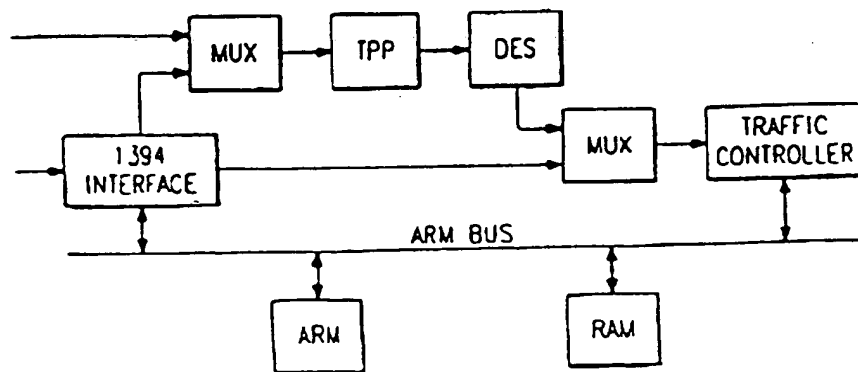 MUX
TPP
DES
1394
INTERFACE
MUX
TRAFFIC
CONTROLLER
ARM BUS
ARM
RAM